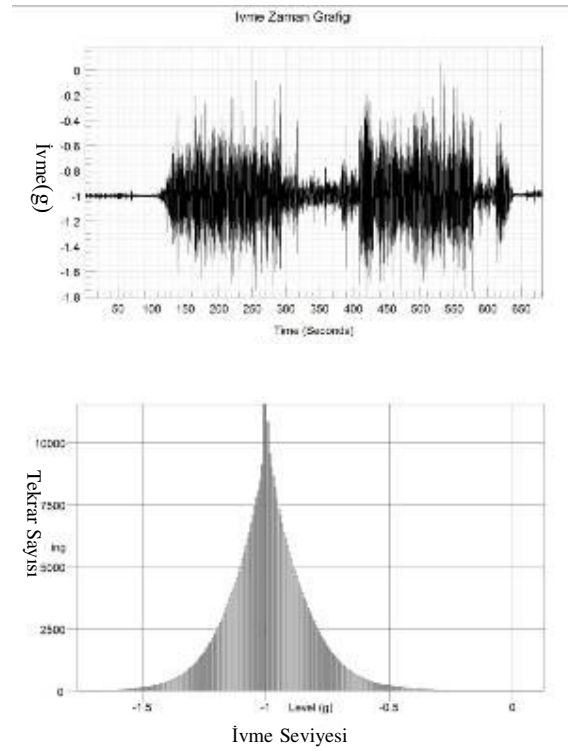 İvme Zaman Grafigi
İvme(g)
0
-0.2
-0.4
-0.6
-0.8
-1
-1.2
-1.4
-1.6
-1.8
50 100 150 200 250 300 350 400 450 500 550 600 650
Time (Seconds)
Tekrar Sayısı
10000
7500
ing
5000
2500
0
-1.5 -1 Level (g) -0.5 0
İvme Seviyesi